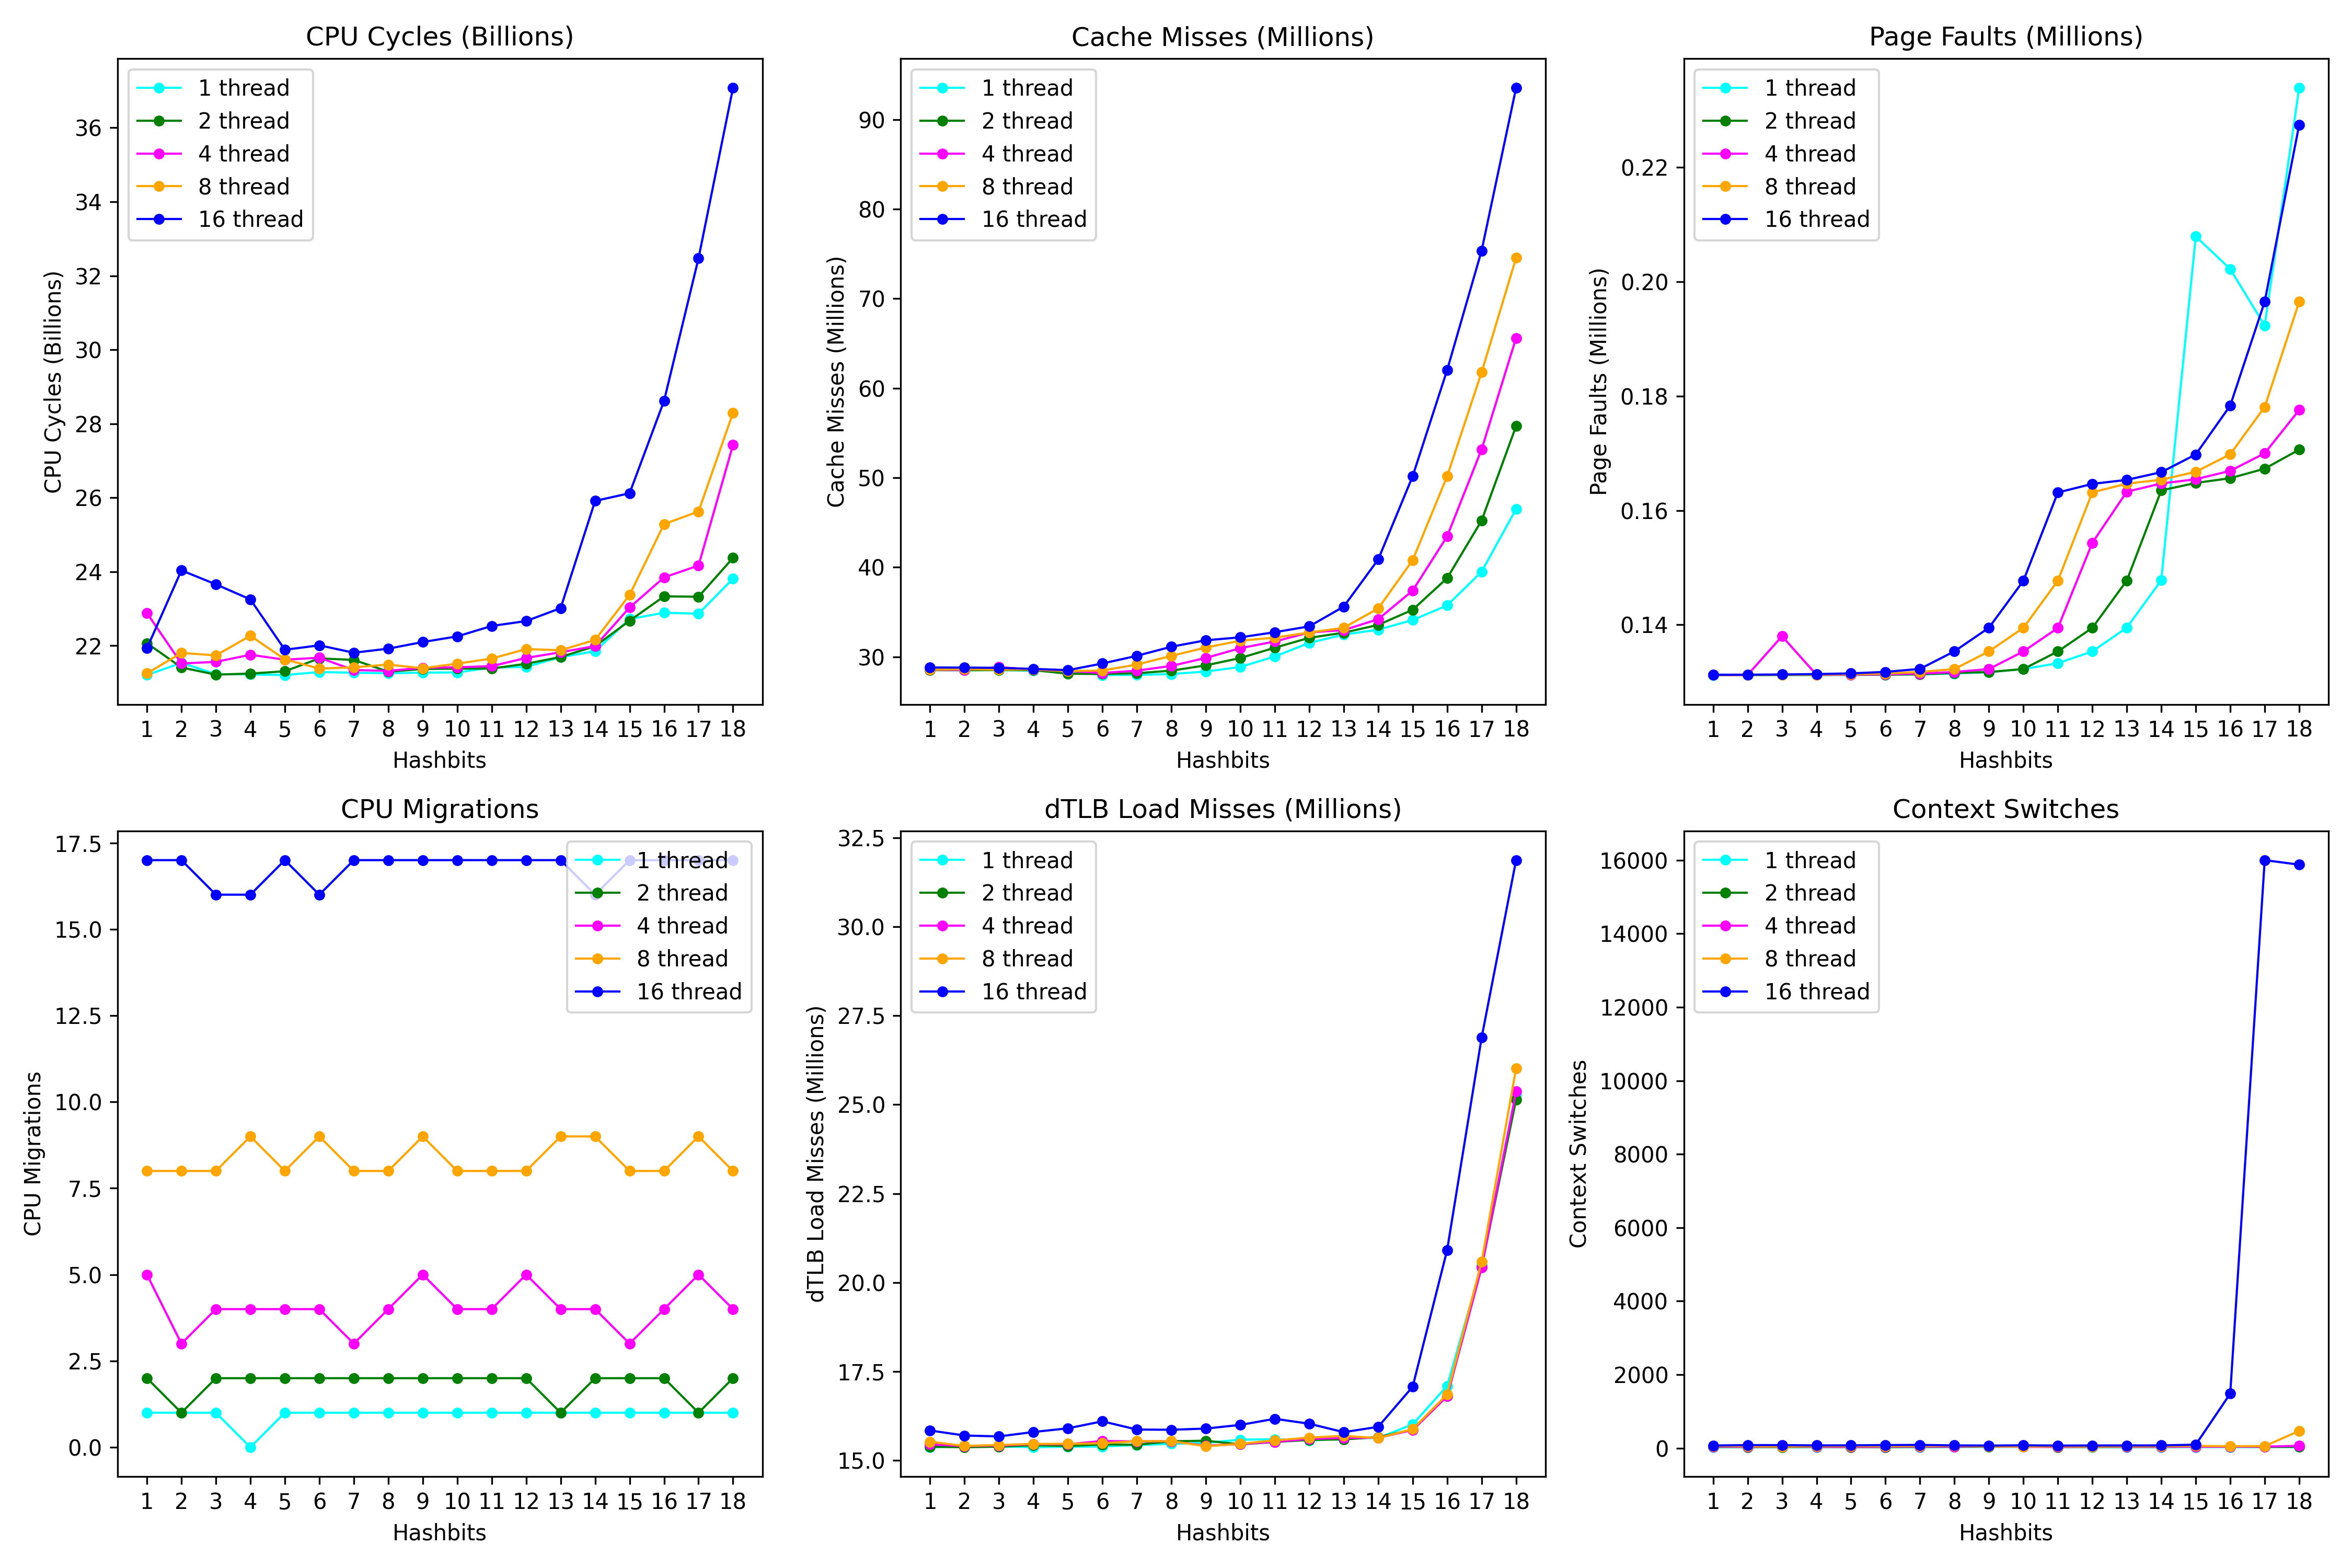 CPU Cycles (Billions)
1 thread
2 thread
4 thread
8 thread
16 thread
CPU Cycles (Billions)
36
34
32
30
28
26
24
22
1 2 3 4 5 6 7 8 9 10 11 12 13 14 15 16 17 18
Hashbits
Cache Misses (Millions)
1 thread
2 thread
4 thread
8 thread
16 thread
Cache Misses (Millions)
90
80
70
60
50
40
30
1 2 3 4 5 6 7 8 9 10 11 12 13 14 15 16 17 18
Hashbits
Page Faults (Millions)
1 thread
2 thread
4 thread
8 thread
16 thread
Page Faults (Millions)
0.22
0.20
0.18
0.16
0.14
1 2 3 4 5 6 7 8 9 10 11 12 13 14 15 16 17 18
Hashbits
CPU Migrations
1 thread
2 thread
4 thread
8 thread
16 thread
CPU Migrations
17.5
15.0
12.5
10.0
7.5
5.0
2.5
0.0
1 2 3 4 5 6 7 8 9 10 11 12 13 14 15 16 17 18
Hashbits
dTLB Load Misses (Millions)
1 thread
2 thread
4 thread
8 thread
16 thread
dTLB Load Misses (Millions)
32.5
30.0
27.5
25.0
22.5
20.0
17.5
15.0
1 2 3 4 5 6 7 8 9 10 11 12 13 14 15 16 17 18
Hashbits
Context Switches
1 thread
2 thread
4 thread
8 thread
16 thread
Context Switches
16000
14000
12000
10000
8000
6000
4000
2000
0
1 2 3 4 5 6 7 8 9 10 11 12 13 14 15 16 17 18
Hashbits